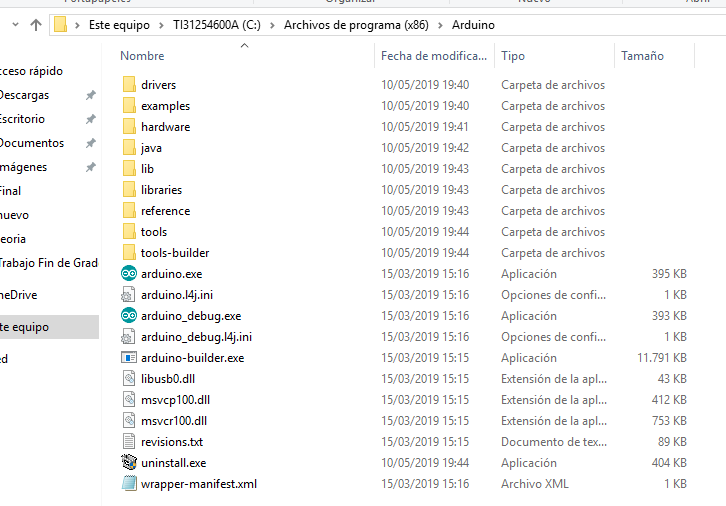 Este equipo > TI31254600A (C:) > Archivos de programa (x86) > Arduino
Nombre Fecha de modifica... Tipo Tamaño
cceso rápido
Descargas
Escritorio
Documentos
mágenes
Final
nuevo
eoria
Trabajo Fin de Grad
neDrive
te equipo
ed
drivers 10/05/2019 19:40 Carpeta de archivos
examples 10/05/2019 19:40 Carpeta de archivos
hardware 10/05/2019 19:41 Carpeta de archivos
java 10/05/2019 19:42 Carpeta de archivos
lib 10/05/2019 19:43 Carpeta de archivos
libraries 10/05/2019 19:43 Carpeta de archivos
reference 10/05/2019 19:43 Carpeta de archivos
tools 10/05/2019 19:44 Carpeta de archivos
tools-builder 10/05/2019 19:44 Carpeta de archivos
arduino.exe 15/03/2019 15:16 Aplicación 395 KB
arduino.l4j.ini 15/03/2019 15:16 Opciones de confi... 1 KB
arduino_debug.exe 15/03/2019 15:16 Aplicación 393 KB
arduino_debug.l4j.ini 15/03/2019 15:16 Opciones de confi... 1 KB
arduino-builder.exe 15/03/2019 15:15 Aplicación 11.791 KB
libusb0.dll 15/03/2019 15:15 Extensión de la apl... 43 KB
msvcp100.dll 15/03/2019 15:15 Extensión de la apl... 412 KB
msvcr100.dll 15/03/2019 15:15 Extensión de la apl... 753 KB
revisions.txt 15/03/2019 15:15 Documento de tex... 89 KB
uninstall.exe 10/05/2019 19:44 Aplicación 404 KB
wrapper-manifest.xml 15/03/2019 15:16 Archivo XML 1 KB